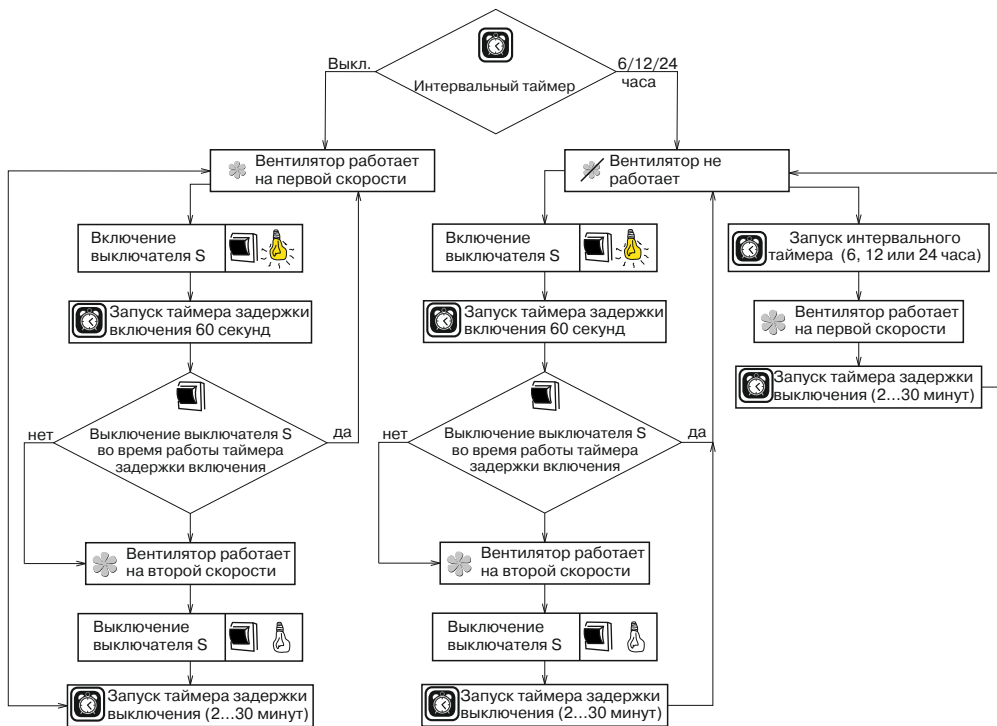 Выкл.
6/12/24
часа
Интервальный таймер
Вентилятор работает
на первой скорости
Вентилятор не
работает
Включение
выключателя S
Включение
выключателя S
Запуск интервального
таймера (6, 12 или 24 часа)
Запуск таймера задержки
включения 60 секунд
Запуск таймера задержки
включения 60 секунд
Вентилятор работает
на первой скорости
Запуск таймера задержки
выключения (2...30 минут)
нет
Выключение выключателя S
во время работы таймера
задержки включения
да
нет
Выключение выключателя S
во время работы таймера
задержки включения
да
Вентилятор работает
на второй скорости
Вентилятор работает
на второй скорости
Выключение
выключателя S
Выключение
выключателя S
Запуск таймера задержки
выключения (2...30 минут)
Запуск таймера задержки
выключения (2...30 минут)